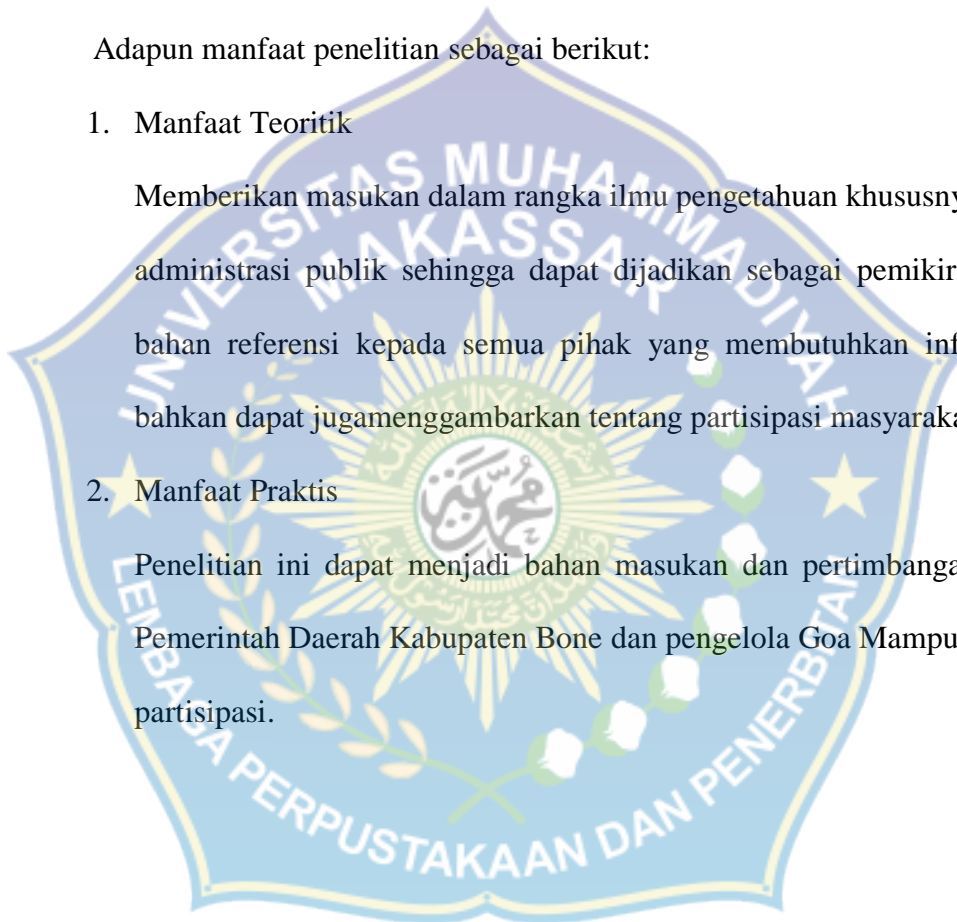 Adapun manfaat penelitian sebagai berikut:
1. Manfaat Teoritik
Memberikan masukan dalam rangka ilmu pengetahuan khususny
administrasi publik sehingga dapat dijadikan sebagai pemikir
bahan referensi kepada semua pihak yang membutuhkan inf
bahkan dapat jugamenggambarkan tentang partisipasi masyaraka
2. Manfaat Praktis
Penelitian ini dapat menjadi bahan masukan dan pertimbanga
Pemerintah Daerah Kabupaten Bone dan pengelola Goa Mampu
partisipasi.
UNIVERSITAS MUHAMMADIYAH
MAKASSAR
محمدية
LEMBAGA PERPUSTAKAAN DAN PENERBITAN